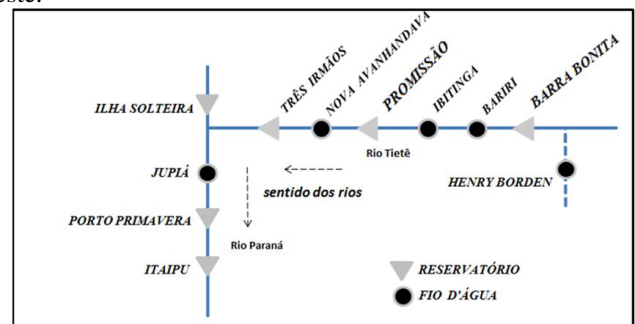 este.
TRÊS IRMÃOS
NOVA AVANHANDAVA
PROMISSÃO
IBITINGA
BARIRI
BARRA BONITA
ILHA SOLTEIRA
Rio Tietê
JUPIÁ
sentido dos rios
HENRY BORDEN
PORTO PRIMAVERA
Rio Paraná
ITAIPU
RESERVATÓRIO
FIO D'ÁGUA